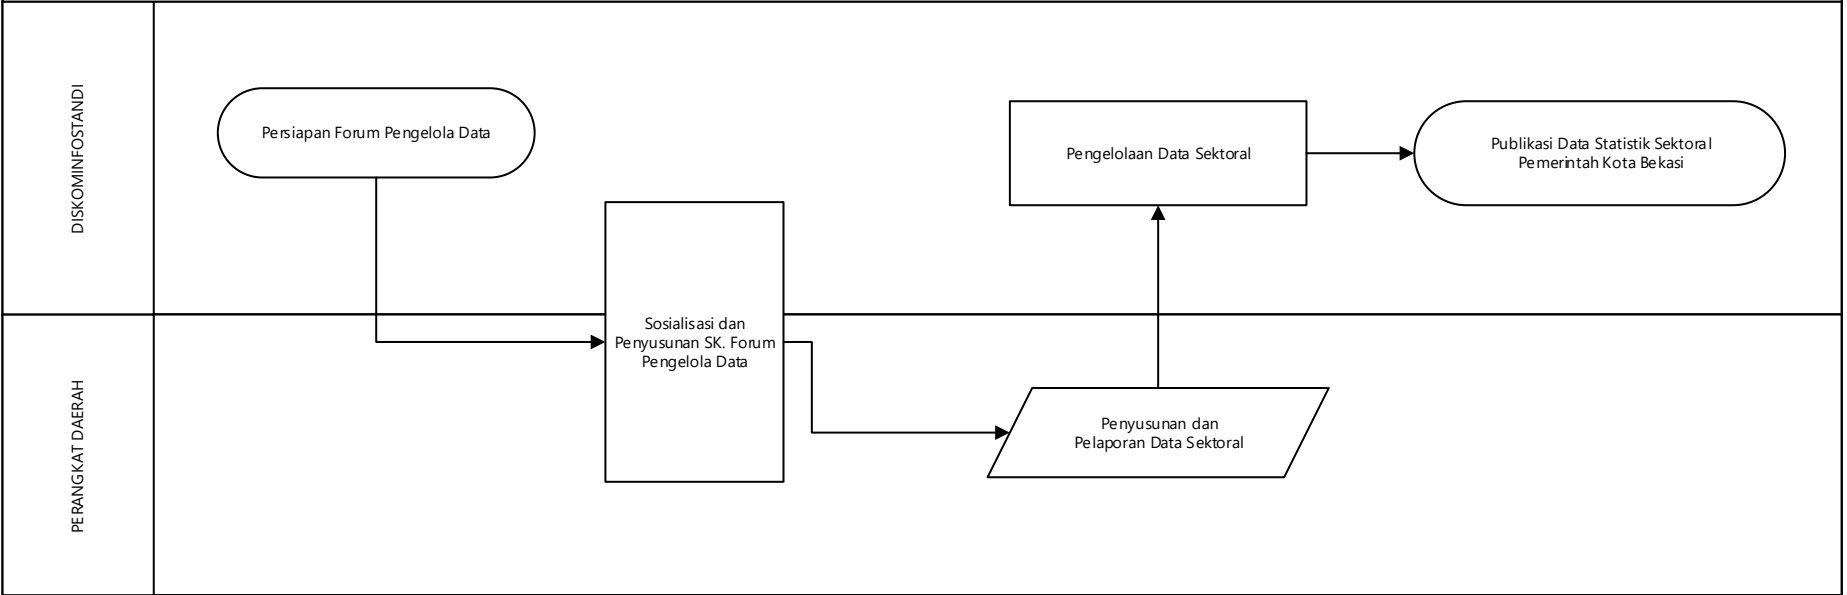 DISKOMINFOSTANDI
Persiapan Forum Pengelola Data
Pengelolaan Data Sektoral
Publikasi Data Statistik Sektoral
Pemerintah Kota Bekasi
PERANGKAT DAERAH
Sosialisasi dan
Penyusunan SK. Forum
Pengelola Data
Penyusunan dan
Pelaporan Data Sektoral